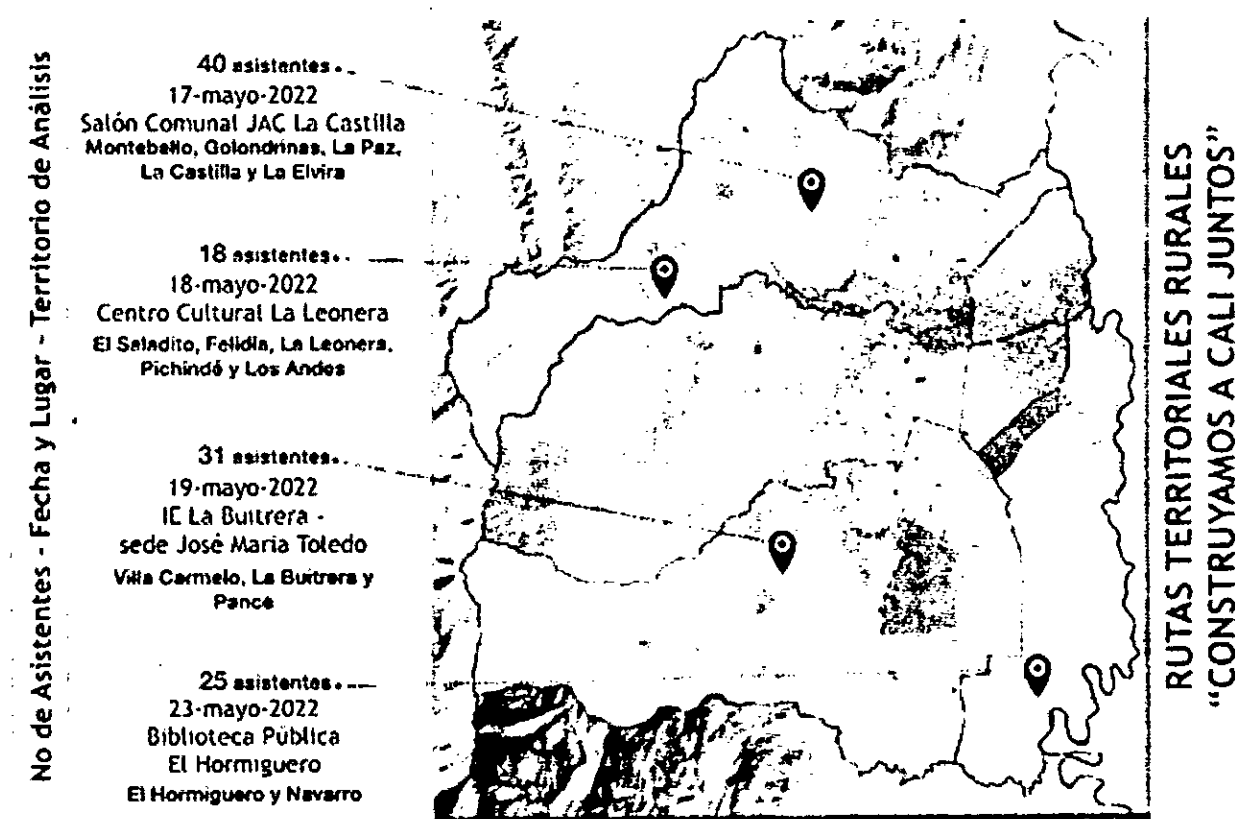 No de Asistentes - Fecha y Lugar - Territorio de Análisis
40 asistentes
17-mayo-2022
Salón Comunal JAC La Castilla
Montebello, Golondrinas, La Paz,
La Castilla y La Elvira
18 asistentes
18-mayo-2022
Centro Cultural La Leonera
El Saladito, Felidia, La Leonera,
Pichindé y Los Andes
31 asistentes
19-mayo-2022
IE La Buitrera -
sede José Maria Toledo
Villa Carmelo, La Buitrera y
Pance
25 asistentes
23-mayo-2022
Biblioteca Pública
El Hormiguero
El Hormiguero y Navarro
RUTAS TERRITORIALES RURALES
“CONSTRUYAMOS A CALI JUNTOS”